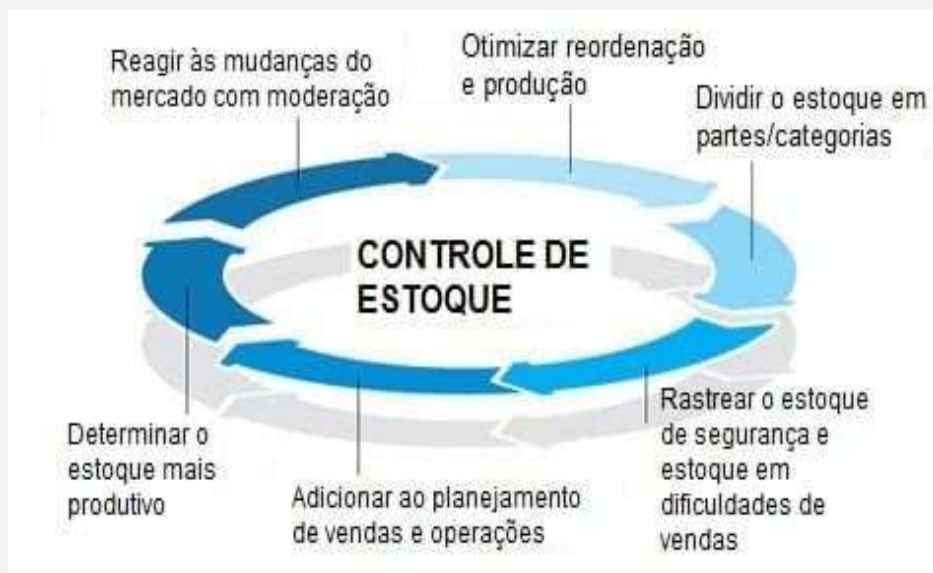 Reagir às mudanças do
mercado com moderação
Otimizar reordenação
e produção
Dividir o estoque em
partes/categorias
CONTROLE DE
ESTOQUE
Rastrear o estoque
de segurança e
estoque em
dificuldades de
vendas
Adicionar ao planejamento
de vendas e operações
Determinar o
estoque mais
produtivo